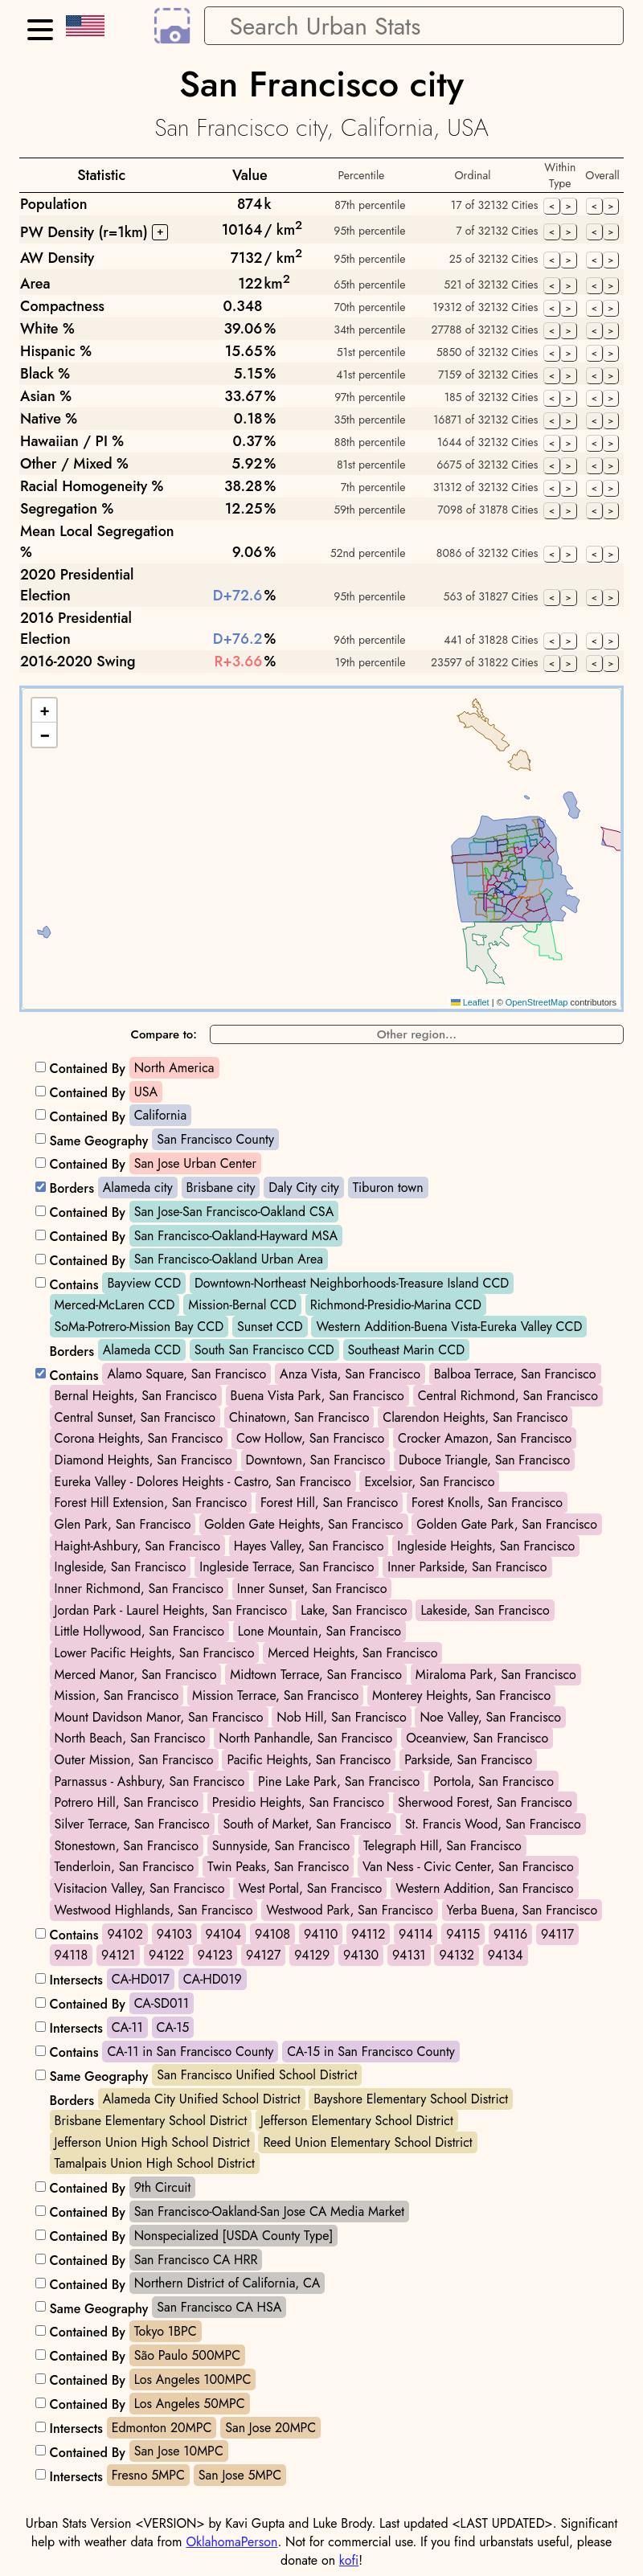 Search Urban Stats
San Francisco city
San Francisco city, California, USA
Statistic Value Percentile Ordinal Within Type Overall
Population 874k 87th percentile 17 of 32132 Cities < > < >
PW Density (r=1km) + 10164/ km2 95th percentile 7 of 32132 Cities < > < >
AW Density 7132/ km2 95th percentile 25 of 32132 Cities < > < >
Area 122km2 65th percentile 521 of 32132 Cities < > < >
Compactness 0.348 70th percentile 19312 of 32132 Cities < > < >
White % 39.06% 34th percentile 27788 of 32132 Cities < > < >
Hispanic % 15.65% 51st percentile 5850 of 32132 Cities < > < >
Black % 5.15% 41st percentile 7159 of 32132 Cities < > < >
Asian % 33.67% 97th percentile 185 of 32132 Cities < > < >
Native % 0.18% 35th percentile 16871 of 32132 Cities < > < >
Hawaiian / PI % 0.37% 88th percentile 1644 of 32132 Cities < > < >
Other / Mixed % 5.92% 81st percentile 6675 of 32132 Cities < > < >
Racial Homogeneity % 38.28% 7th percentile 31312 of 32132 Cities < > < >
Segregation % 12.25% 59th percentile 7098 of 31878 Cities < > < >
Mean Local Segregation
% 9.06% 52nd percentile 8086 of 32132 Cities < > < >
2020 Presidential
Election D+72.6% 95th percentile 563 of 31827 Cities < > < >
2016 Presidential
Election D+76.2% 96th percentile 441 of 31828 Cities < > < >
2016-2020 Swing R+3.66% 19th percentile 23597 of 31822 Cities < > < >
+
−
Leaflet | © OpenStreetMap contributors
Compare to: Other region...
Contained By North America
Contained By USA
Contained By California
Same Geography San Francisco County
Contained By San Jose Urban Center
Borders Alameda city Brisbane city Daly City city Tiburon town
Contained By San Jose-San Francisco-Oakland CSA
Contained By San Francisco-Oakland-Hayward MSA
Contained By San Francisco-Oakland Urban Area
Contains Bayview CCD Downtown-Northeast Neighborhoods-Treasure Island CCD
Merced-McLaren CCD Mission-Bernal CCD Richmond-Presidio-Marina CCD
SoMa-Potrero-Mission Bay CCD Sunset CCD Western Addition-Buena Vista-Eureka Valley CCD
Borders Alameda CCD South San Francisco CCD Southeast Marin CCD
Contains Alamo Square, San Francisco Anza Vista, San Francisco Balboa Terrace, San Francisco
Bernal Heights, San Francisco Buena Vista Park, San Francisco Central Richmond, San Francisco
Central Sunset, San Francisco Chinatown, San Francisco Clarendon Heights, San Francisco
Corona Heights, San Francisco Cow Hollow, San Francisco Crocker Amazon, San Francisco
Diamond Heights, San Francisco Downtown, San Francisco Duboce Triangle, San Francisco
Eureka Valley - Dolores Heights - Castro, San Francisco Excelsior, San Francisco
Forest Hill Extension, San Francisco Forest Hill, San Francisco Forest Knolls, San Francisco
Glen Park, San Francisco Golden Gate Heights, San Francisco Golden Gate Park, San Francisco
Haight-Ashbury, San Francisco Hayes Valley, San Francisco Ingleside Heights, San Francisco
Ingleside, San Francisco Ingleside Terrace, San Francisco Inner Parkside, San Francisco
Inner Richmond, San Francisco Inner Sunset, San Francisco
Jordan Park - Laurel Heights, San Francisco Lake, San Francisco Lakeside, San Francisco
Little Hollywood, San Francisco Lone Mountain, San Francisco
Lower Pacific Heights, San Francisco Merced Heights, San Francisco
Merced Manor, San Francisco Midtown Terrace, San Francisco Miraloma Park, San Francisco
Mission, San Francisco Mission Terrace, San Francisco Monterey Heights, San Francisco
Mount Davidson Manor, San Francisco Nob Hill, San Francisco Noe Valley, San Francisco
North Beach, San Francisco North Panhandle, San Francisco Oceanview, San Francisco
Outer Mission, San Francisco Pacific Heights, San Francisco Parkside, San Francisco
Parnassus - Ashbury, San Francisco Pine Lake Park, San Francisco Portola, San Francisco
Potrero Hill, San Francisco Presidio Heights, San Francisco Sherwood Forest, San Francisco
Silver Terrace, San Francisco South of Market, San Francisco St. Francis Wood, San Francisco
Stonestown, San Francisco Sunnyside, San Francisco Telegraph Hill, San Francisco
Tenderloin, San Francisco Twin Peaks, San Francisco Van Ness - Civic Center, San Francisco
Visitacion Valley, San Francisco West Portal, San Francisco Western Addition, San Francisco
Westwood Highlands, San Francisco Westwood Park, San Francisco Yerba Buena, San Francisco
Contains 94102 94103 94104 94108 94110 94112 94114 94115 94116 94117
94118 94121 94122 94123 94127 94129 94130 94131 94132 94134
Intersects CA-HD017 CA-HD019
Contained By CA-SD011
Intersects CA-11 CA-15
Contains CA-11 in San Francisco County CA-15 in San Francisco County
Same Geography San Francisco Unified School District
Borders Alameda City Unified School District Bayshore Elementary School District
Brisbane Elementary School District Jefferson Elementary School District
Jefferson Union High School District Reed Union Elementary School District
Tamalpais Union High School District
Contained By 9th Circuit
Contained By San Francisco-Oakland-San Jose CA Media Market
Contained By Nonspecialized [USDA County Type]
Contained By San Francisco CA HRR
Contained By Northern District of California, CA
Same Geography San Francisco CA HSA
Contained By Tokyo 1BPC
Contained By São Paulo 500MPC
Contained By Los Angeles 100MPC
Contained By Los Angeles 50MPC
Intersects Edmonton 20MPC San Jose 20MPC
Contained By San Jose 10MPC
Intersects Fresno 5MPC San Jose 5MPC
Urban Stats Version <VERSION> by Kavi Gupta and Luke Brody. Last updated <LAST UPDATED>. Significant
help with weather data from OklahomaPerson. Not for commercial use. If you find urbanstats useful, please
donate on kofi!